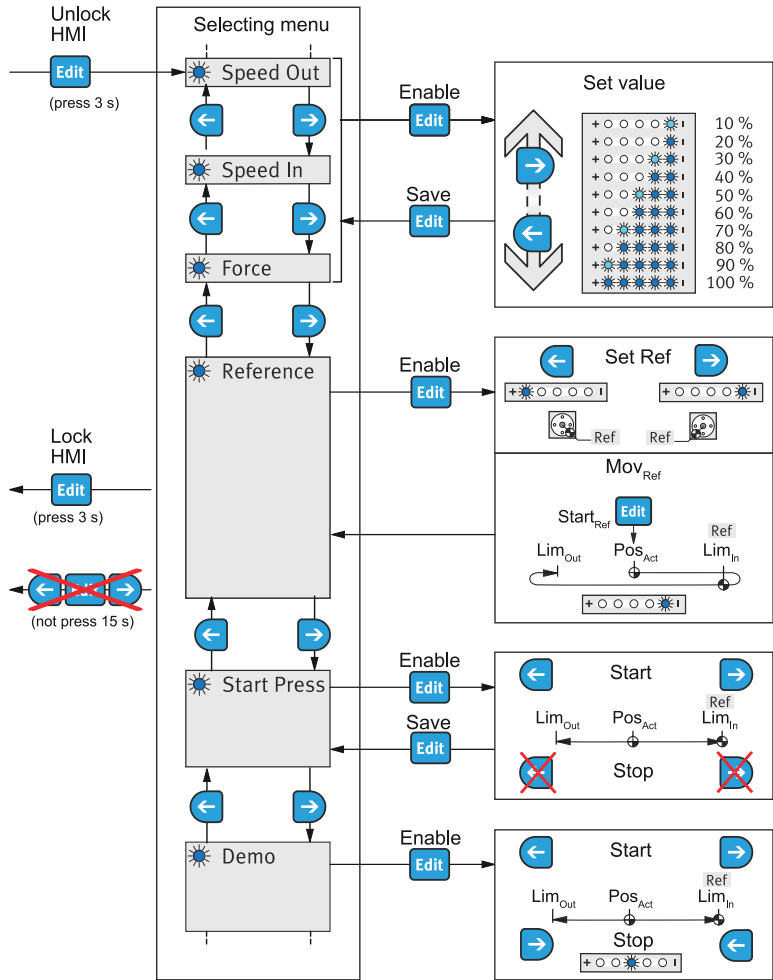 Unlock
HMI
Edit
(press 3 s)
Selecting menu
Speed Out
Speed In
Force
Reference
Start Press
Demo
Lock
HMI
Edit
(press 3 s)
Edit
(not press 15 s)
Enable
Edit
Save
Edit
Set value
+ I 10 %
+ I 20 %
+ I 30 %
+ I 40 %
+ I 50 %
+ I 60 %
+ I 70 %
+ I 80 %
+ I 90 %
+ I 100 %
Enable
Edit
Set Ref
+ I + I
Ref Ref
MovRef
StartRef Edit
Ref
LimOut PosAct LimIn
+ I
Enable
Edit
Save
Edit
Start
Ref
LimOut PosAct LimIn
Stop
Enable
Edit
Start
Ref
LimOut PosAct LimIn
Stop
+ I